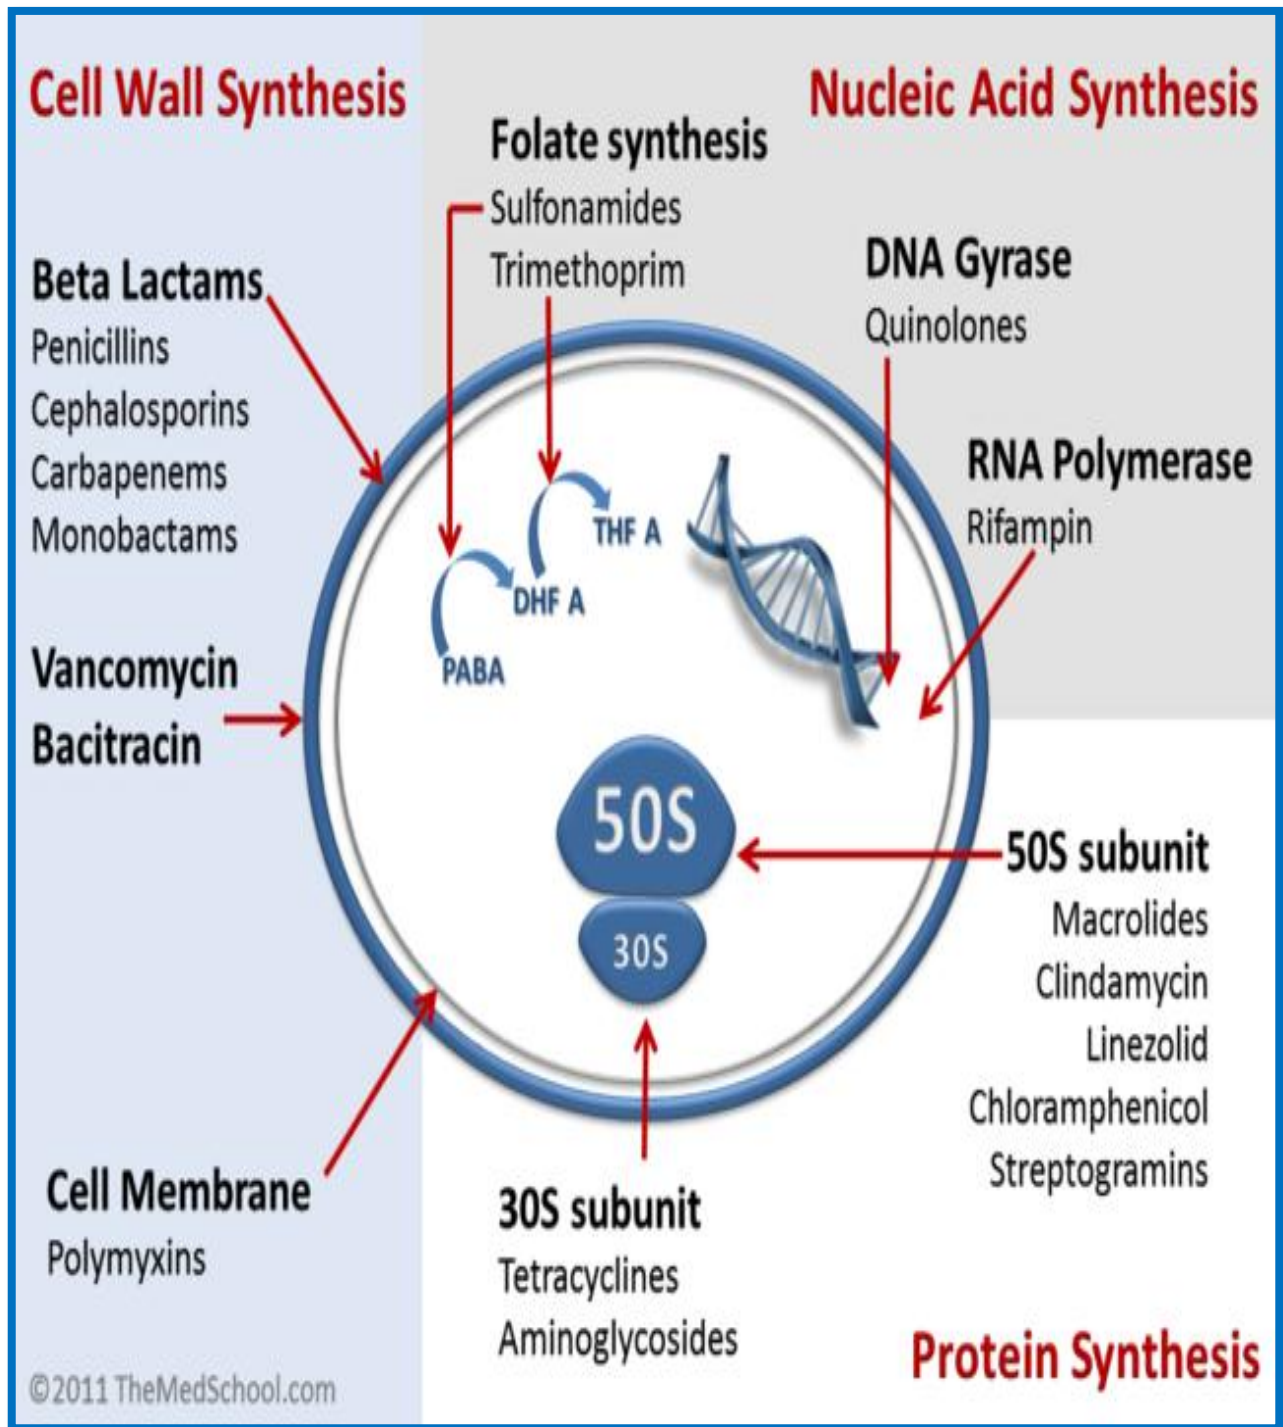 Cell Wall Synthesis
Nucleic Acid Synthesis
Folate synthesis
Sulfonamides
Trimethoprim
DNA Gyrase
Quinolones
RNA Polymerase
Rifampin
Beta Lactams
Penicillins
Cephalosporins
Carbapenems
Monobactams
Vancomycin
Bacitracin
THF A
DHF A
PABA
50S
30S
50S subunit
Macrolides
Clindamycin
Linezolid
Chloramphenicol
Streptogramins
Cell Membrane
Polymyxins
30S subunit
Tetracyclines
Aminoglycosides
Protein Synthesis
©2011 TheMedSchool.com